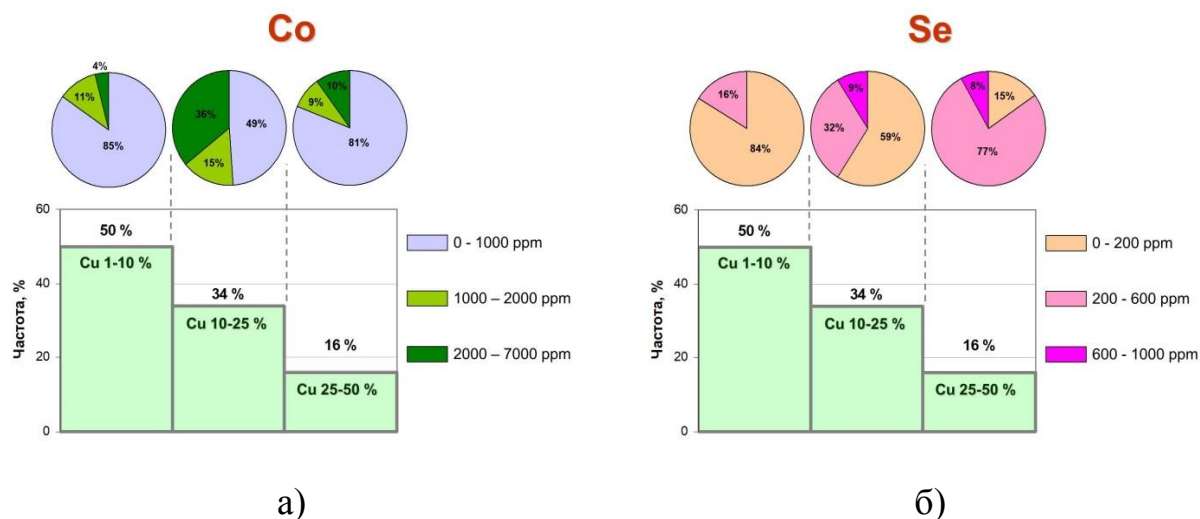 Co
4%
11%
85%
36%
49%
15%
10%
9%
81%
60
40
20
0
Частота, %
50 %
Cu 1-10 %
34 %
Cu 10-25 %
16 %
Cu 25-50 %
0 - 1000 ppm
1000 – 2000 ppm
2000 – 7000 ppm
а)
Se
16%
84%
9%
32%
59%
8%
15%
77%
60
40
20
0
Частота, %
50 %
Cu 1-10 %
34 %
Cu 10-25 %
16 %
Cu 25-50 %
0 - 200 ppm
200 - 600 ppm
600 - 1000 ppm
б)